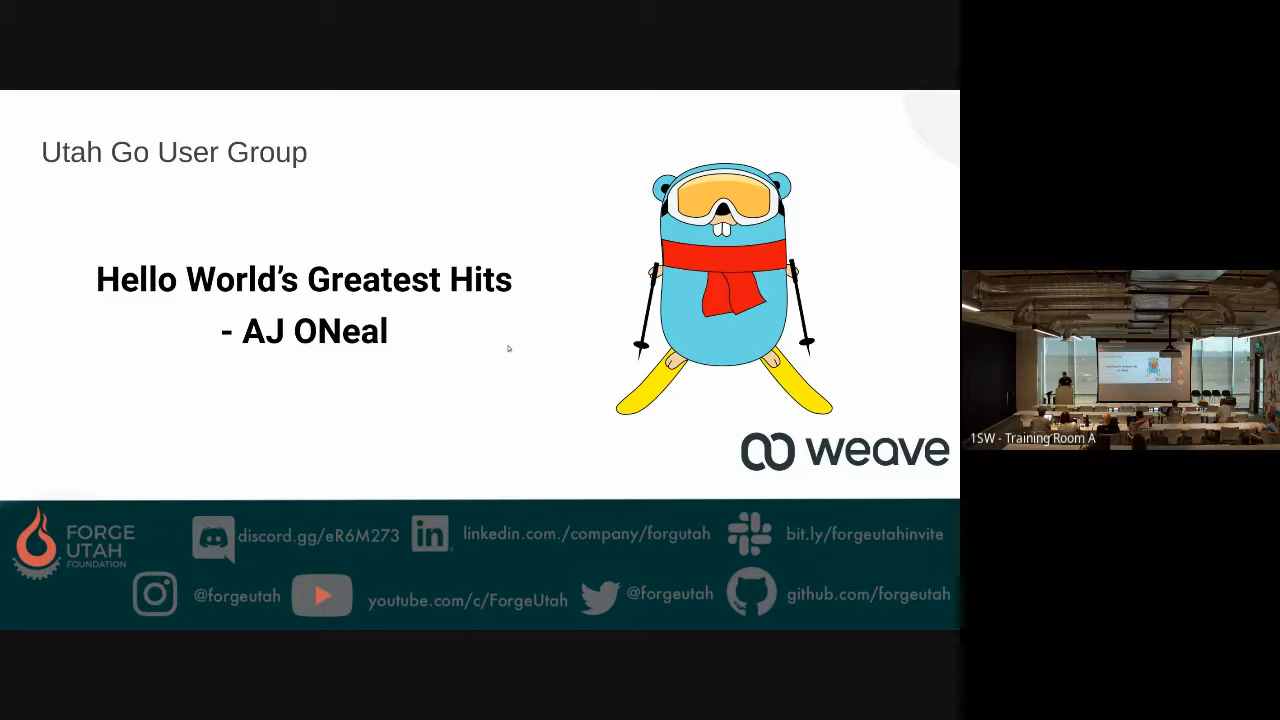 Utah Go User Group
Hello World's Greatest Hits
- AJ ONeal
weave
FORGE
UTAH
FOUNDATION
discord.gg/eR6M273
in
linkedin.com./company/forgutah
bit.ly/forgeutahinvite
@forgeutah
youtube.com/c/ForgeUtah
@forgeutah
github.com/forgeutah
1SW - Training Room A